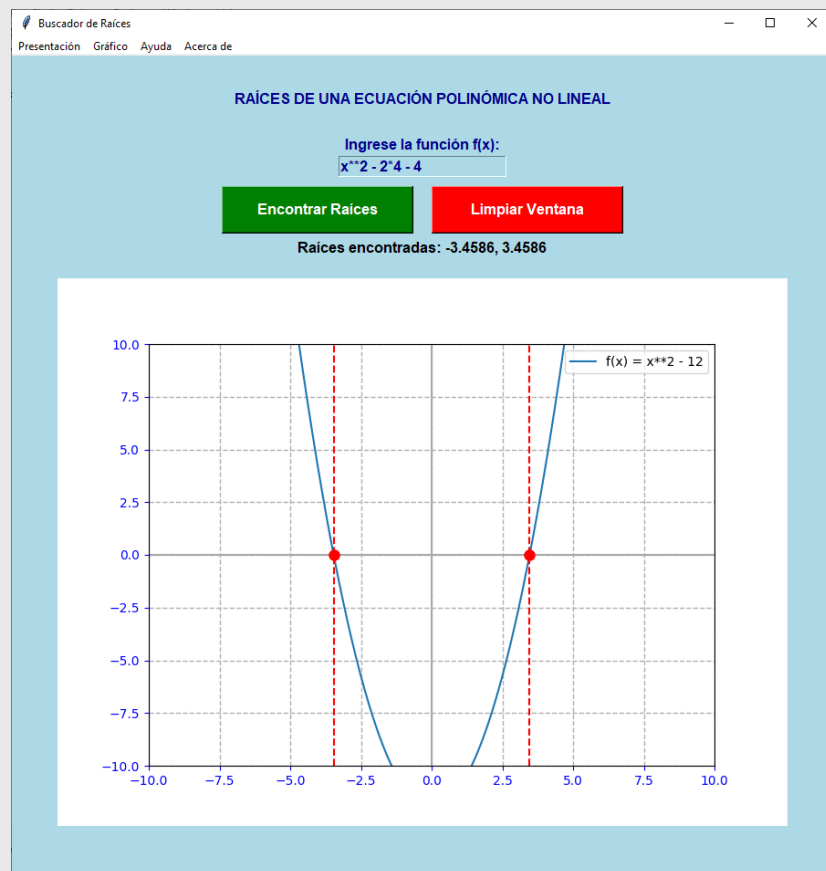 Buscador de Raíces
Presentación Gráfico Ayuda Acerca de
RAÍCES DE UNA ECUACIÓN POLINÓMICA NO LINEAL
Ingrese la función f(x):
x**2 - 2*4 - 4
Encontrar Raices Limpiar Ventana
Raíces encontradas: -3.4586, 3.4586
f(x) = x**2 - 12
10.0
7.5
5.0
2.5
0.0
−2.5
−5.0
−7.5
−10.0
−10.0 −7.5 −5.0 −2.5 0.0 2.5 5.0 7.5 10.0